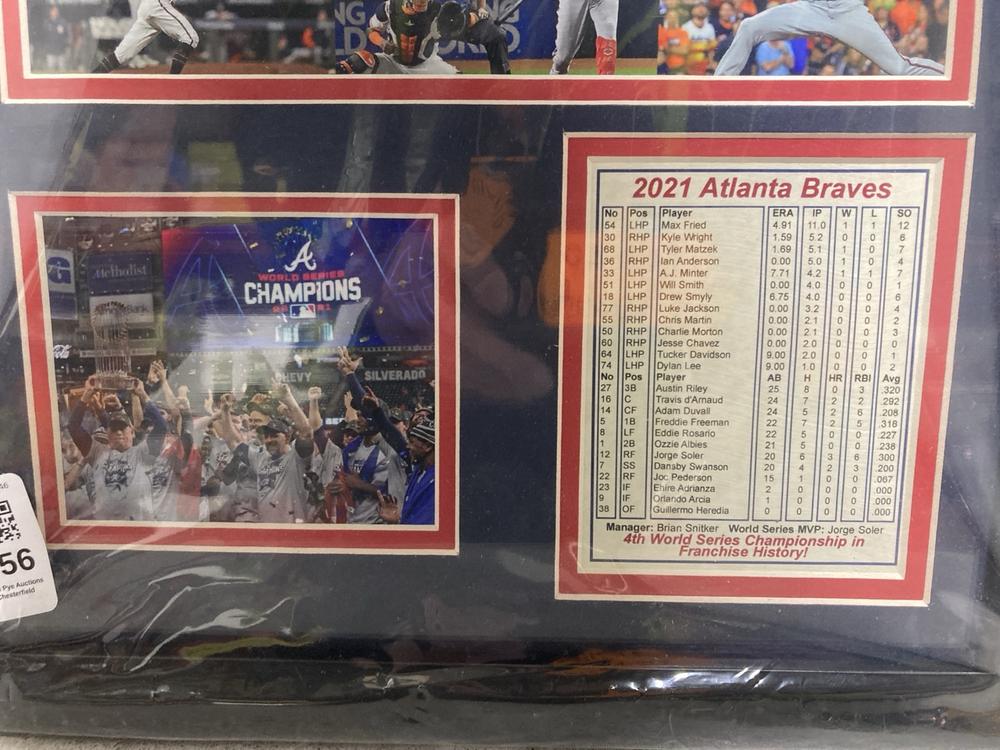 NG
LD
ORLD
Methodist
Bank
WORLD SERIES
CHAMPIONS
CHEVY SILVERADO
56
Pye Auctions
Chesterfield
2021 Atlanta Braves
No Pos Player ERA IP W L SO
54 LHP Max Fried 4.91 11.0 1 1 12
30 RHP Kyle Wright 1.59 5.2 0 0 6
68 LHP Tyler Matzek 1.69 5.1 1 0 7
36 RHP Ian Anderson 0.00 5.0 1 0 4
33 LHP A.J. Minter 7.71 4.2 1 1 7
51 LHP Will Smith 0.00 4.0 0 0 1
18 LHP Drew Smyly 6.75 4.0 0 0 6
77 RHP Luke Jackson 0.00 3.2 0 0 4
55 RHP Chris Martin 0.00 2.1 0 0 2
50 RHP Charlie Morton 0.00 2.1 0 0 3
60 RHP Jesse Chavez 0.00 2.0 0 0
64 LHP Tucker Davidson 9.00 2.0 0 0 1
74 LHP Dylan Lee 9.00 1.0 0 0 2
No Pos Player AB H HR RBI Avg
27 3B Austin Riley 25 8 0 3 .320
16 C Travis d'Arnaud 24 7 2 2 .292
14 CF Adam Duvall 24 5 2 6 .208
5 1B Freddie Freeman 22 7 2 5 .318
8 LF Eddie Rosario 22 5 0 0 .227
1 2B Ozzie Albies 21 5 0 0 .238
12 RF Jorge Soler 20 6 3 6 .300
7 SS Dansby Swanson 20 4 2 3 .200
22 RF Joc Pederson 15 1 0 0 .067
23 IF Ehire Adrianza 2 0 0 0 .000
9 IF Orlando Arcia 1 0 0 0 .000
38 OF Guillermo Heredia 0 0 0 0 .000
Manager: Brian Snitker World Series MVP: Jorge Soler
4th World Series Championship in
Franchise History!